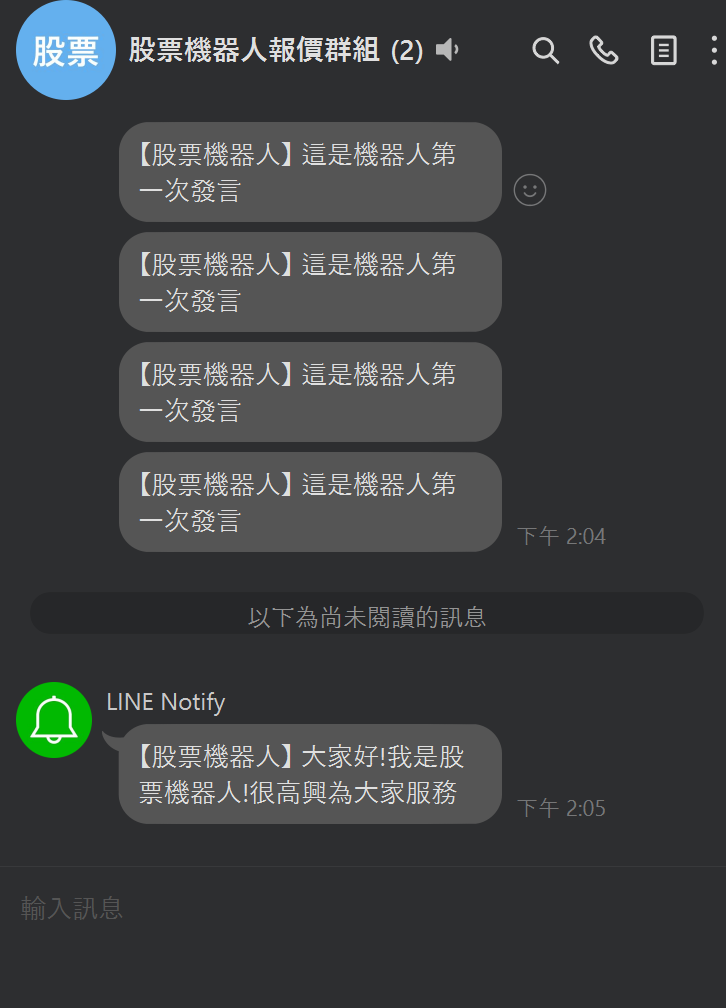 股票
股票機器人報價群組 (2)
【股票機器人】這是機器人第
一次發言
【股票機器人】這是機器人第
一次發言
【股票機器人】這是機器人第
一次發言
【股票機器人】這是機器人第
一次發言
下午 2:04
以下為尚未閱讀的訊息
LINE Notify
【股票機器人】大家好!我是股
票機器人!很高興為大家服務
下午 2:05
輸入訊息